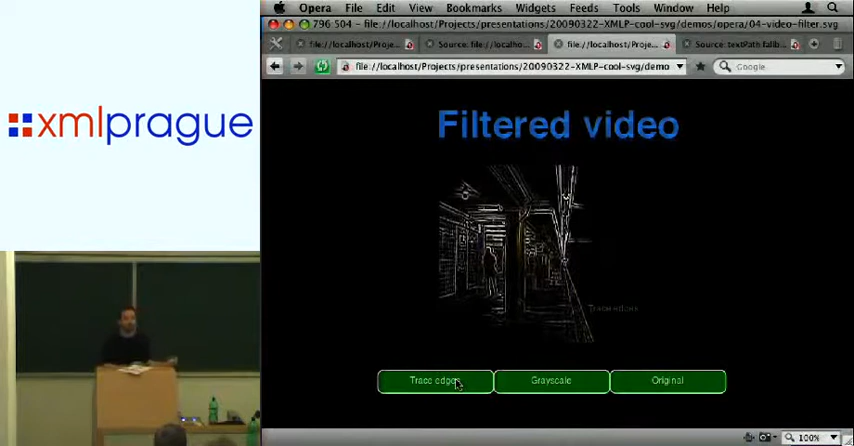 xmlprague
Opera File Edit View Bookmarks Widgets Feeds Tools Window Help
796:504 - file://localhost/Projects/presentations/20090322-XMLP-cool-svg/demos/opera/04-video-filter.svg
file://localhost/Proje...
Source: file://localho...
file://localhost/Proje...
Source: textPath fallb...
file://localhost/Projects/presentations/20090322-XMLP-cool-svg/demo
Google
Filtered video
Trace edges
Trace edges
Grayscale
Original
100%